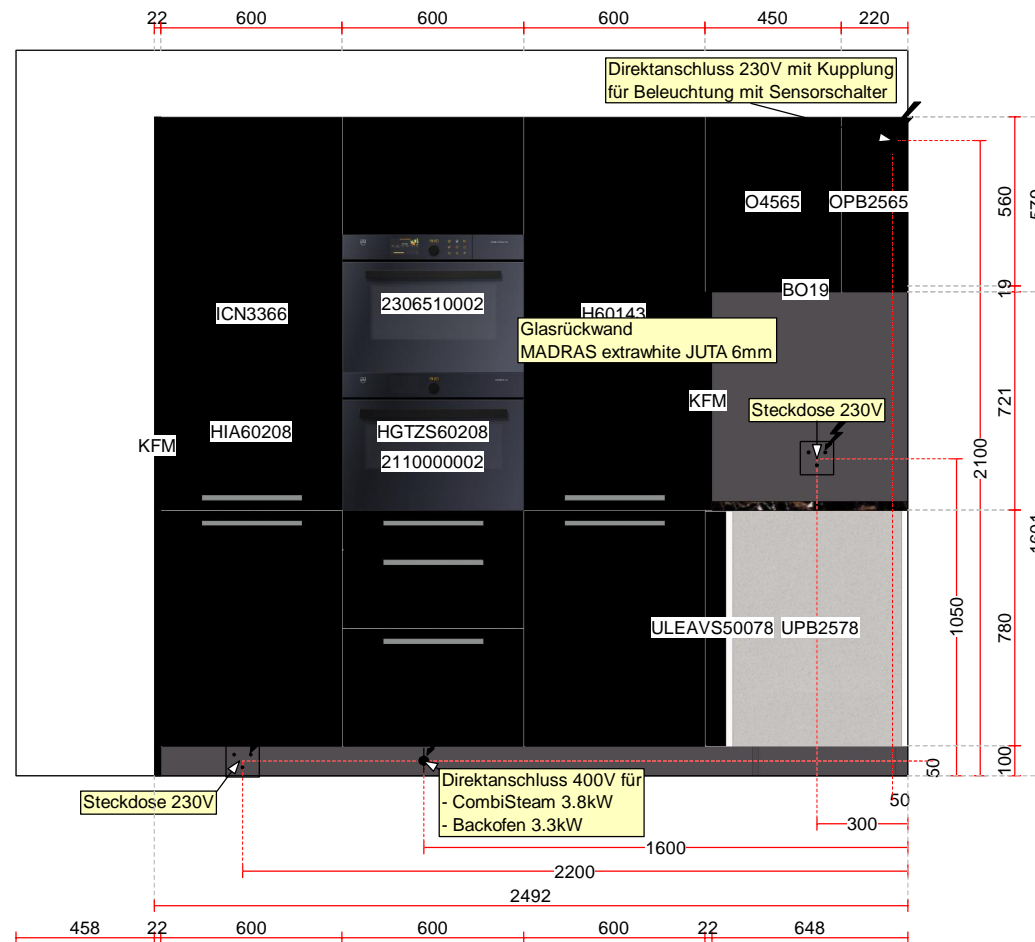 22 600 600 600 450 220
Direktanschluss 230V mit Kupplung
für Beleuchtung mit Sensorschalter
O4565 OPB2565
560
19
BO19
2306510002
ICN3366
H60143
Glasrückwand
MADRAS extrawhite JUTA 6mm
KFM
721
Steckdose 230V
HIA60208
HGTZS60208
KFM
2110000002
2100
1050
780
ULEAVS50078 UPB2578
100
50
Direktanschluss 400V für
- CombiSteam 3.8kW
- Backofen 3.3kW
Steckdose 230V
50
300
1600
2200
2492
458 22 600 600 600 22 648